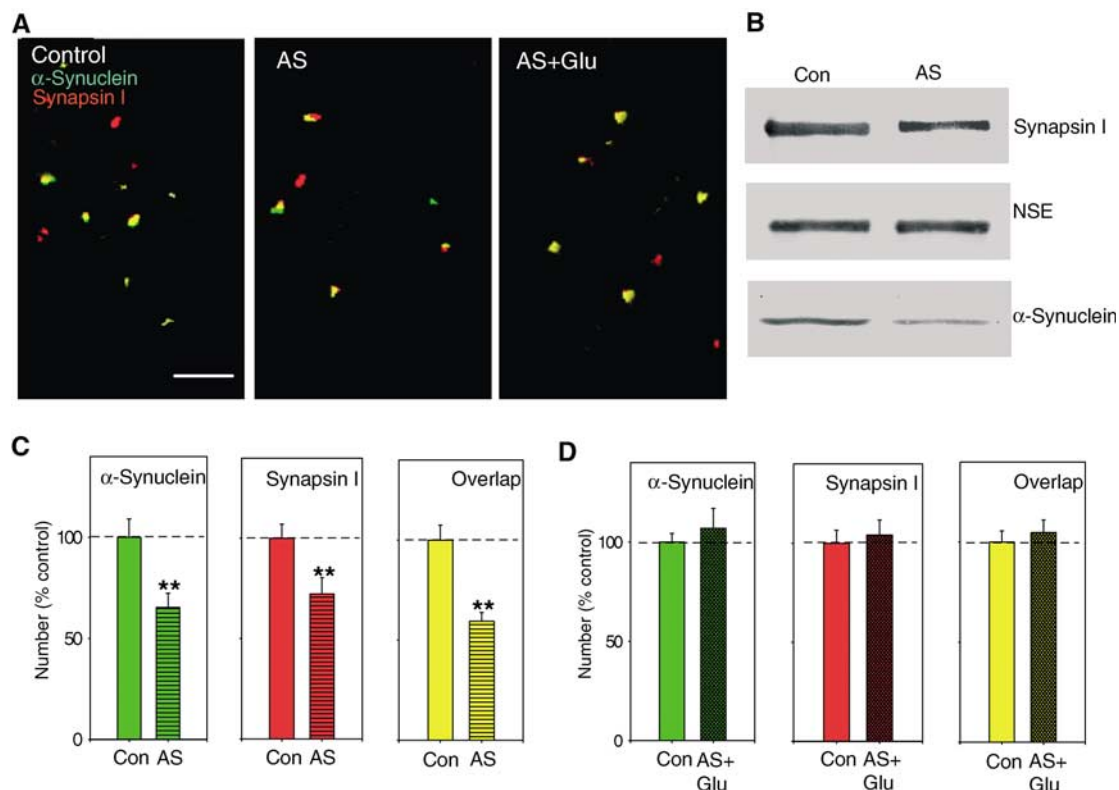 A
Control
α-Synuclein
Synapsin I
AS
AS+Glu
B
Con
AS
Synapsin I
NSE
α-Synuclein
C
Number (% control)
100
50
0
α-Synuclein
**
Con AS
Synapsin I
**
Con AS
Overlap
**
Con AS
D
Number (% control)
100
50
0
α-Synuclein
Con AS+
Glu
Synapsin I
Con AS+
Glu
Overlap
Con AS+
Glu